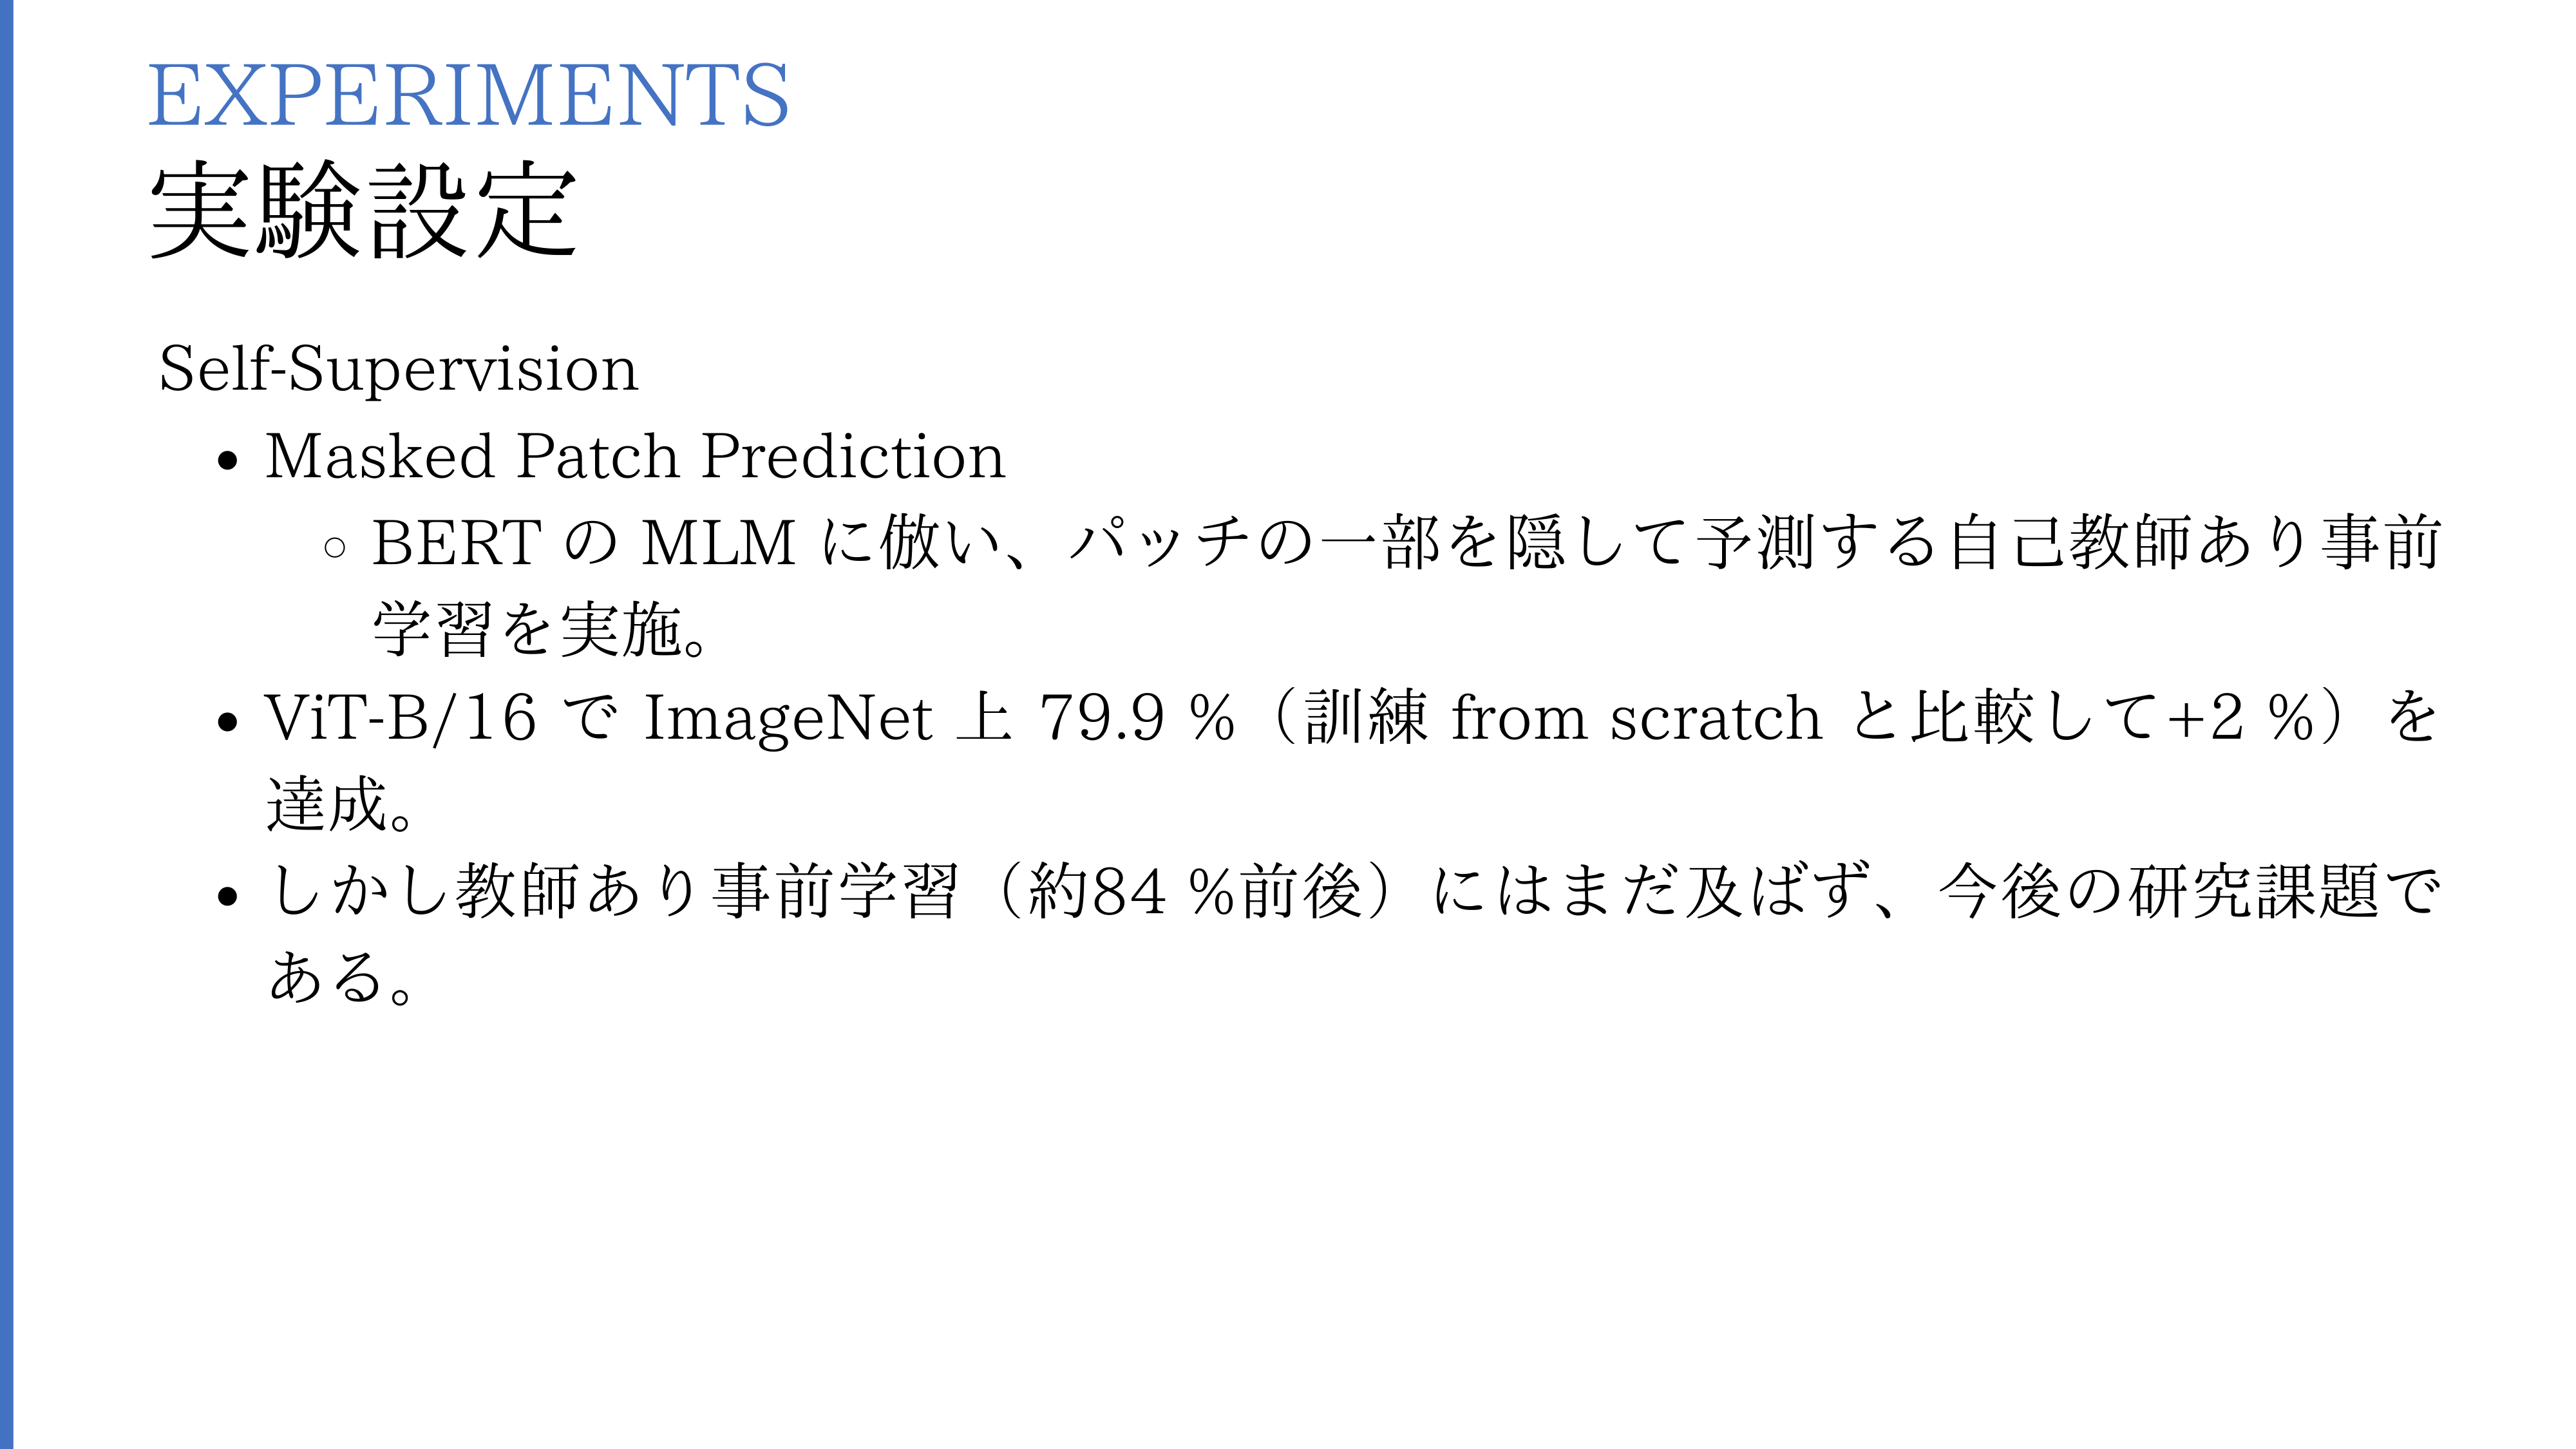 EXPERIMENTS
実験設定
Self-Supervision
• Masked Patch Prediction
○ BERT の MLM に倣い、パッチの一部を隠して予測する自己教師あり事前
学習を実施。
• ViT-B/16 で ImageNet 上 79.9 %（訓練 from scratch と比較して+2 %）を
達成。
• しかし教師あり事前学習（約84 %前後）にはまだ及ばず、今後の研究課題で
ある。